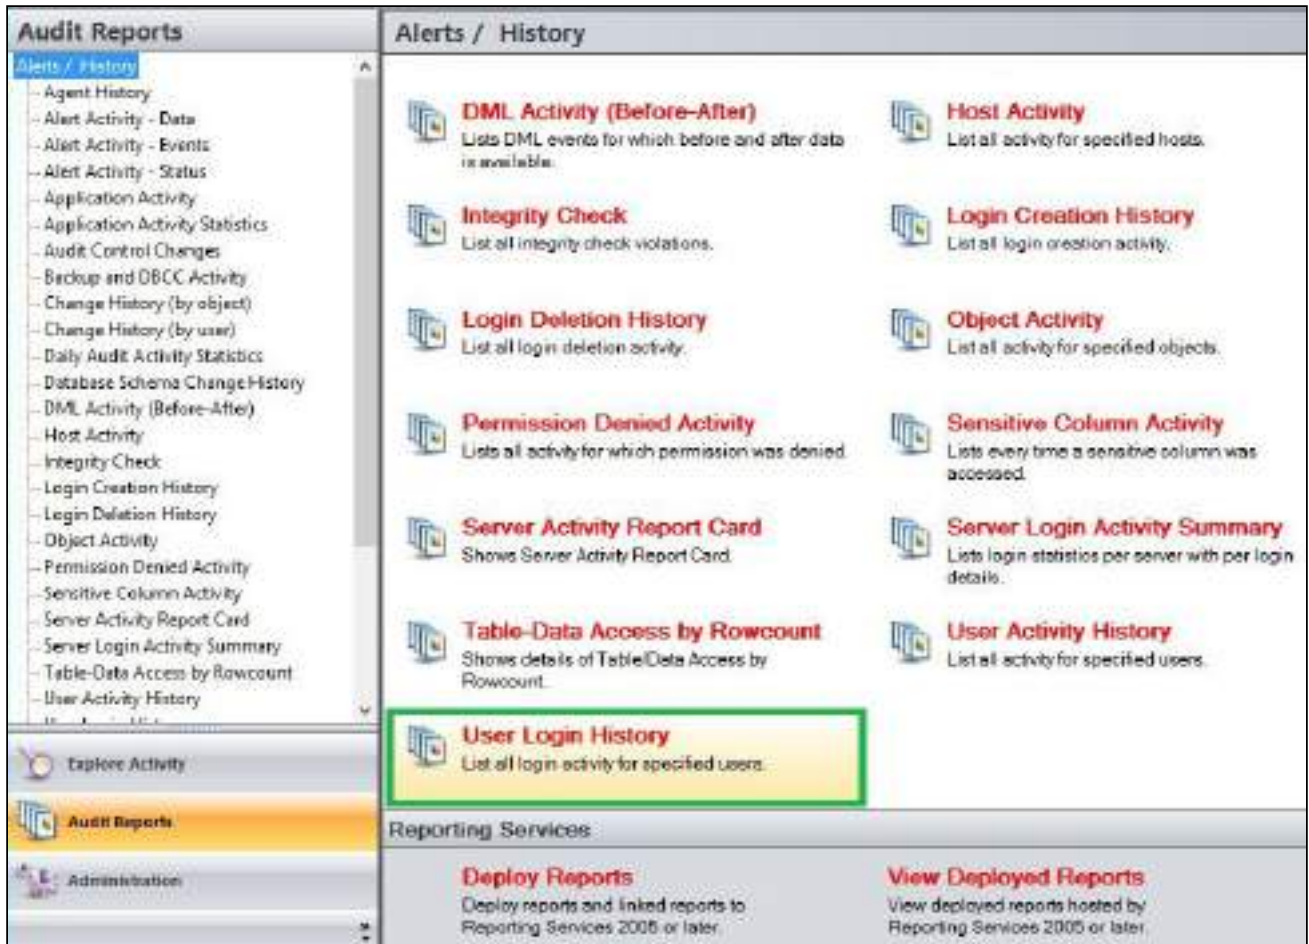 Audit Reports
Alerts / History
Agent History
Alert Activity - Data
Alert Activity - Events
Alert Activity - Status
Application Activity
Application Activity Statistics
Audit Control Changes
Backup and DBCC Activity
Change History (by object)
Change History (by user)
Daily Audit Activity Statistics
Database Schema Change History
DML Activity (Before-After)
Host Activity
Integrity Check
Login Creation History
Login Deletion History
Object Activity
Permission Denied Activity
Sensitive Column Activity
Server Activity Report Card
Server Login Activity Summary
Table-Data Access by Rowcount
User Activity History
Explore Activity
Audit Reports
Administration
Alerts / History
DML Activity (Before-After)
Lists DML events for which before and after data
is available.
Host Activity
List all activity for specified hosts.
Integrity Check
List all integrity check violations.
Login Creation History
List all login creation activity.
Login Deletion History
List all login deletion activity.
Object Activity
List all activity for specified objects.
Permission Denied Activity
Lists all activity for which permission was denied.
Sensitive Column Activity
Lists every time a sensitive column was
accessed.
Server Activity Report Card
Shows Server Activity Report Card.
Server Login Activity Summary
Lists login statistics per server with per login
details.
Table-Data Access by Rowcount
Shows details of Table/Data Access by
Rowcount.
User Activity History
List all activity for specified users.
User Login History
List all login activity for specified users.
Reporting Services
Deploy Reports
Deploy reports and linked reports to
Reporting Services 2005 or later.
View Deployed Reports
View deployed reports hosted by
Reporting Services 2005 or later.